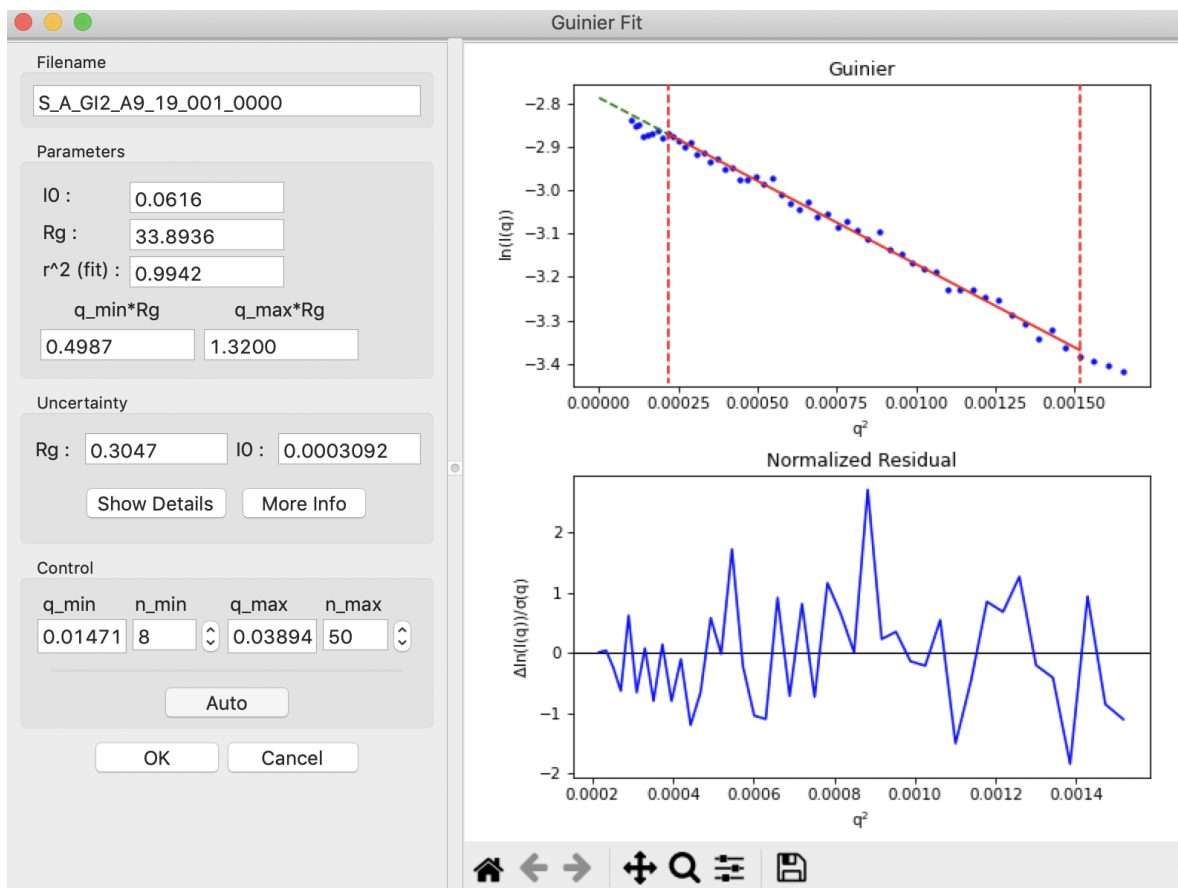 Guinier Fit
Filename
S_A_GI2_A9_19_001_0000
Parameters
I0 :
0.0616
Rg :
33.8936
r^2 (fit) :
0.9942
q_min*Rg q_max*Rg
0.4987 1.3200
Uncertainty
Rg : 0.3047 I0 : 0.0003092
Show Details More Info
Control
q_min n_min q_max n_max
0.01471 8 0.03894 50
Auto
OK Cancel
Guinier
−2.8
−2.9
−3.0
−3.1
−3.2
−3.3
−3.4
ln(I(q))
0.00000 0.00025 0.00050 0.00075 0.00100 0.00125 0.00150
q²
Normalized Residual
2
1
0
−1
−2
Δln(I(q))/σ(q)
0.0002 0.0004 0.0006 0.0008 0.0010 0.0012 0.0014
q²